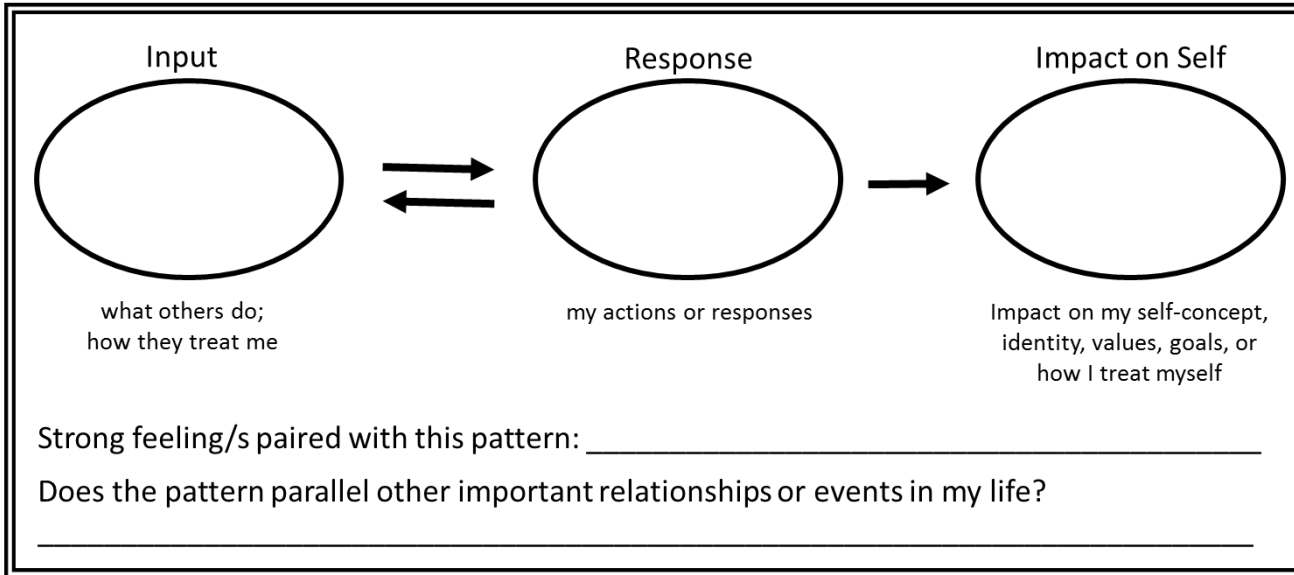 Input
Response
Impact on Self
what others do;
how they treat me
my actions or responses
Impact on my self-concept,
identity, values, goals, or
how I treat myself
Strong feeling/s paired with this pattern: ________________________________________
Does the pattern parallel other important relationships or events in my life?
________________________________________________________________________